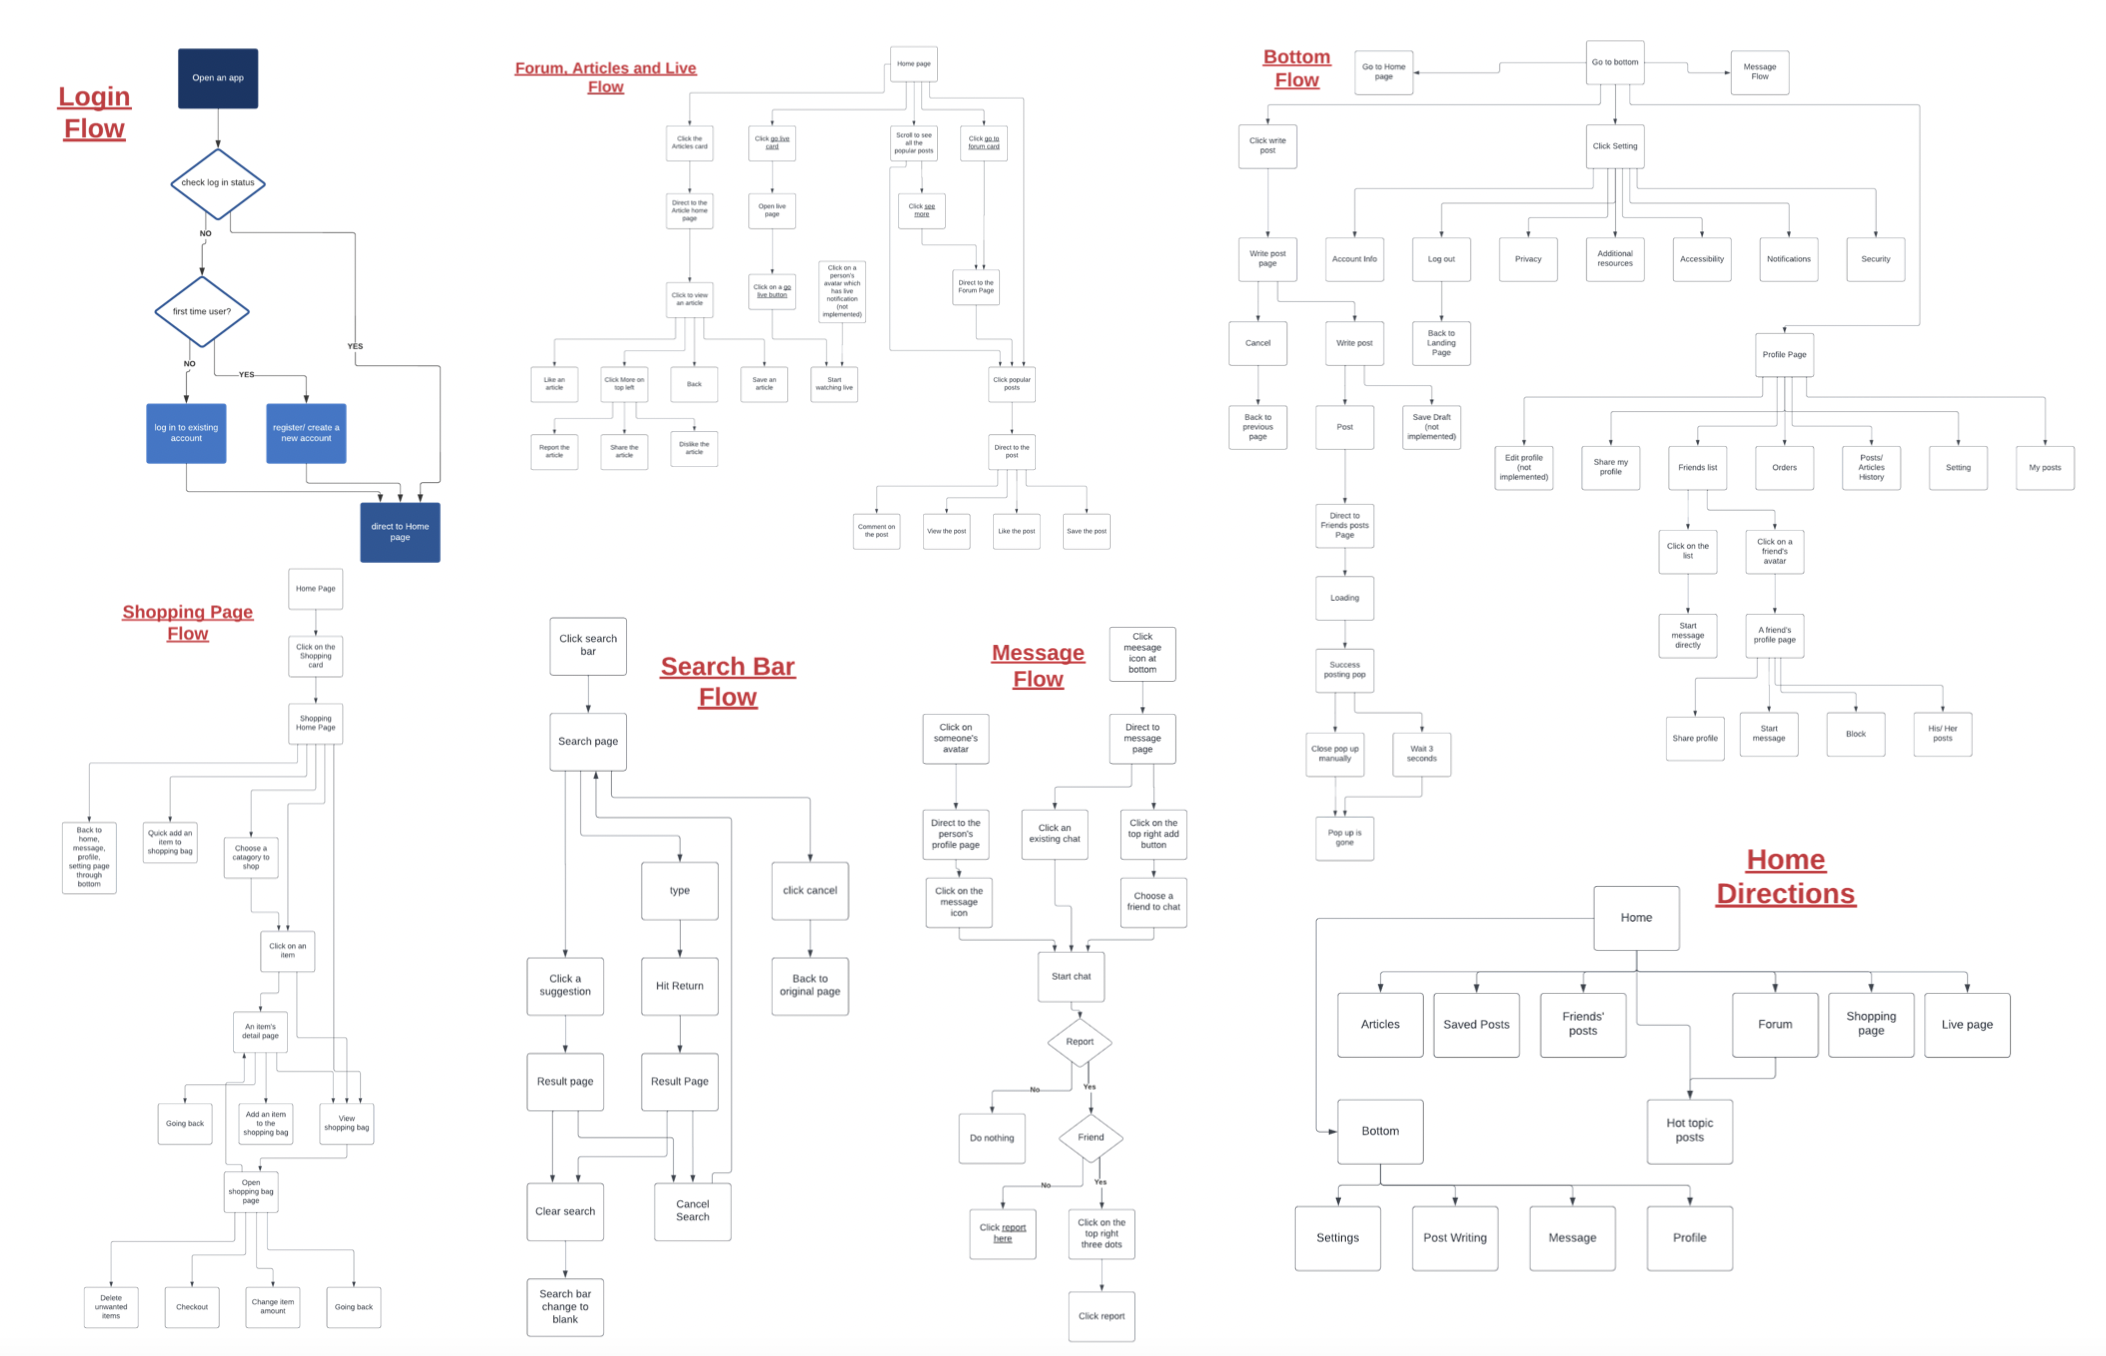 Login
Flow
Open an app
check log in status
NO
YES
first time user?
NO
YES
log in to existing
account
register/ create a
new account
direct to Home
page
Forum, Articles and Live
Flow
Home page
Click the
Articles card
Click go live
card
Scroll to see
all the
popular posts
Click go to
forum card
Direct to the
Article home
page
Open live
page
Click see
more
Click to view
an article
Click on a go
live button
Click on a
person's
avatar which
has live
notification
(not
implemented)
Direct to the
Forum Page
Like an
article
Click More on
top left
Back
Save an
article
Start
watching live
Click popular
posts
Report the
article
Share the
article
Dislike the
article
Direct to the
post
Comment on
the post
View the post
Like the post
Save the post
Bottom
Flow
Go to Home
page
Go to bottom
Message
Flow
Click write
post
Click Setting
Write post
page
Account Info
Log out
Privacy
Additional
resources
Accessibility
Notifications
Security
Cancel
Write post
Back to
Landing
Page
Profile Page
Back to
previous
page
Post
Save Draft
(not
implemented)
Edit profile
(not
implemented)
Share my
profile
Friends list
Orders
Posts/
Articles
History
Setting
My posts
Direct to
Friends posts
Page
Click on the
list
Click on a
friend's
avatar
Loading
Start
message
directly
A friend's
profile page
Success
posting pop
Share profile
Start
message
Block
His/ Her
posts
Close pop up
manually
Wait 3
seconds
Pop up is
gone
Shopping Page
Flow
Home Page
Click on the
Shopping
card
Shopping
Home Page
Back to
home,
message,
profile,
setting page
through
bottom
Quick add an
item to
shopping bag
Choose a
catagory to
shop
Click on an
item
An item's
detail page
Going back
Add an item
to the
shopping bag
View
shopping bag
Open
shopping bag
page
Delete
unwanted
items
Checkout
Change item
amount
Going back
Search Bar
Flow
Click search
bar
Search page
type
click cancel
Click a
suggestion
Hit Return
Back to
original page
Result page
Result Page
Clear search
Cancel
Search
Search bar
change to
blank
Message
Flow
Click
meesage
icon at
bottom
Click on
someone's
avatar
Direct to
message
page
Direct to the
person's
profile page
Click an
existing chat
Click on the
top right add
button
Click on the
message
icon
Choose a
friend to chat
Start chat
Report
No
Yes
Do nothing
Friend
No
Yes
Click report
here
Click on the
top right
three dots
Click report
Home
Directions
Home
Articles
Saved Posts
Friends'
posts
Forum
Shopping
page
Live page
Bottom
Hot topic
posts
Settings
Post Writing
Message
Profile